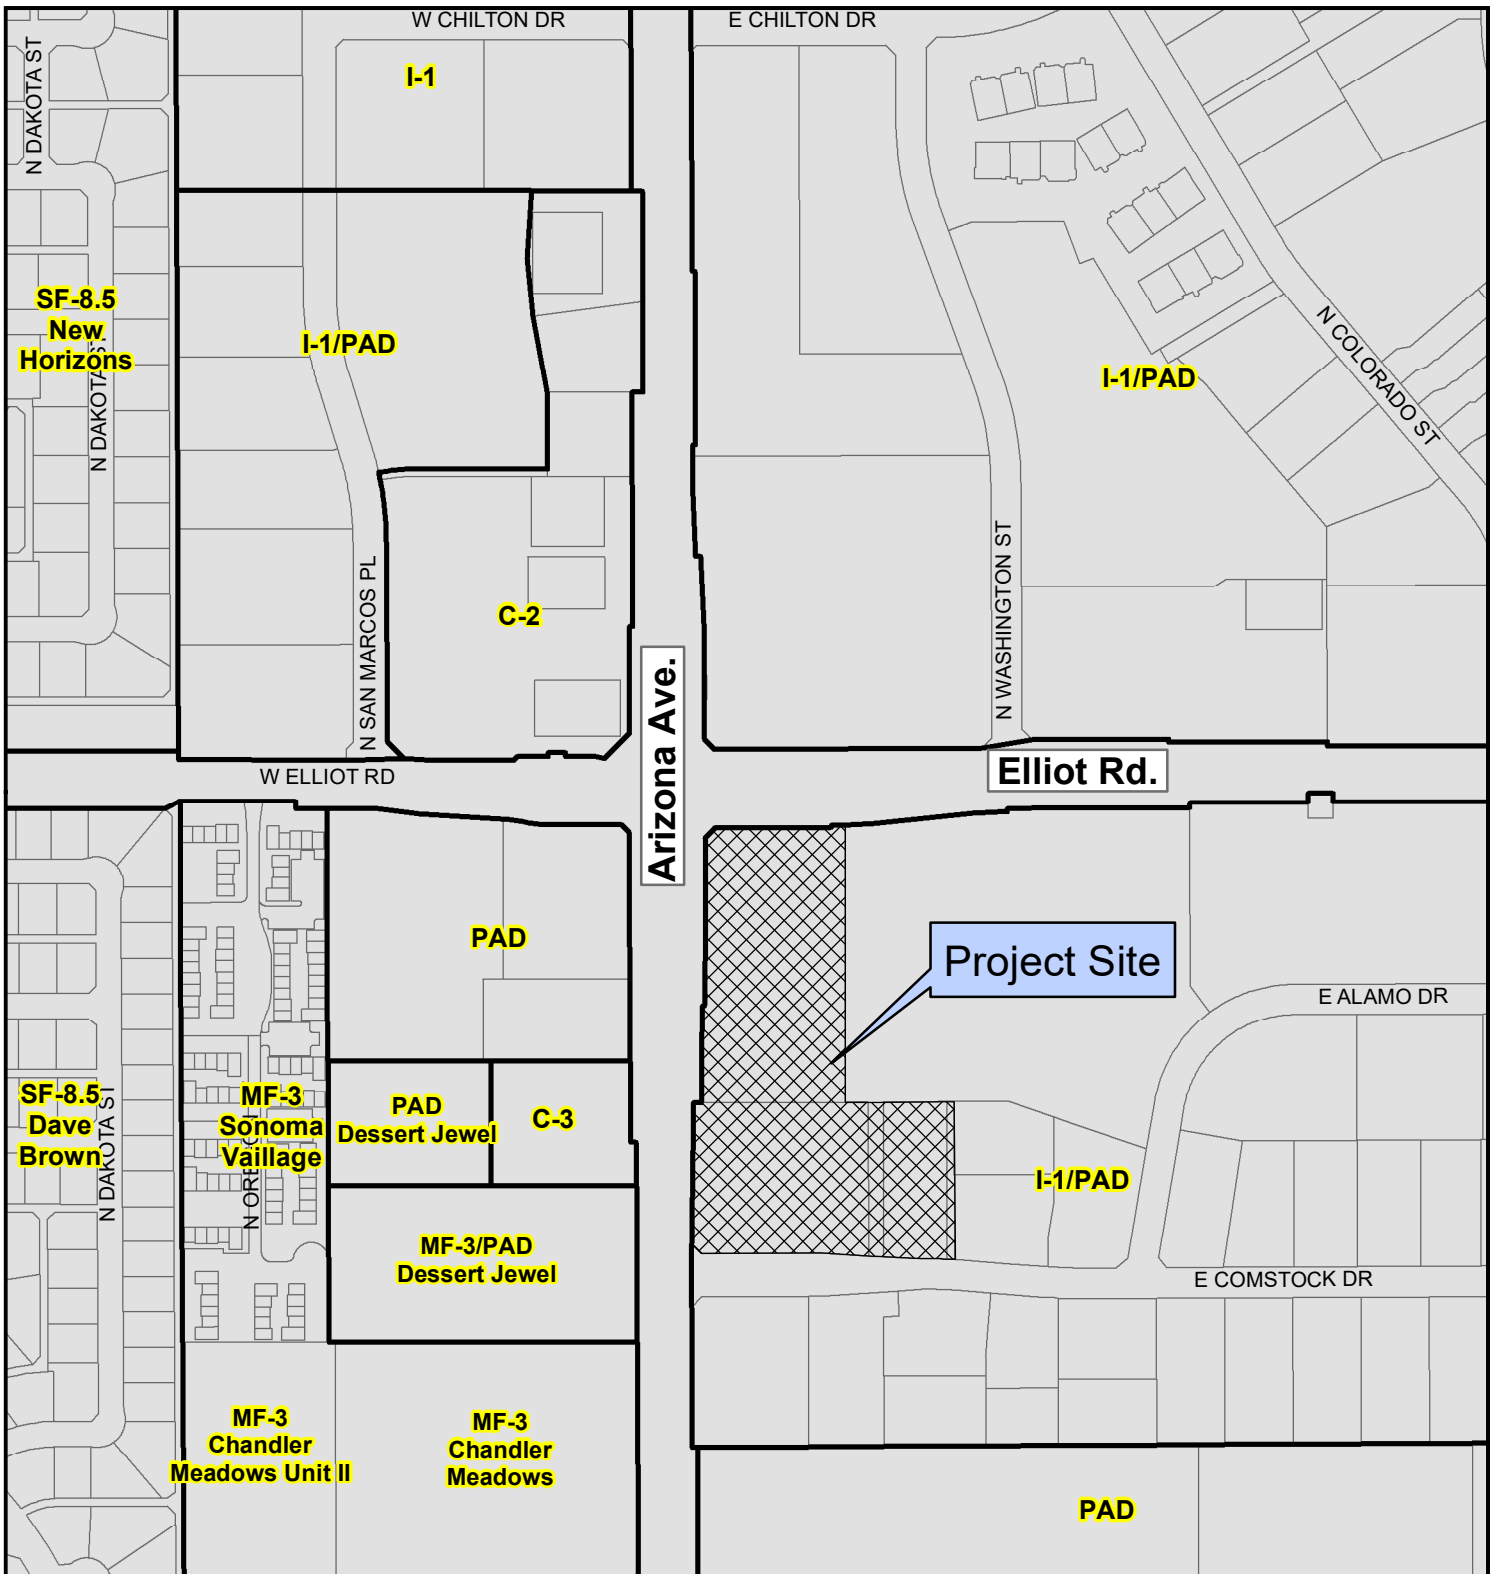 W CHILTON DR
E CHILTON DR
N DAKOTA ST
I-1
SF-8.5
New
Horizons
N DAKOTA ST
I-1/PAD
I-1/PAD
N COLORADO ST
N SAN MARCOS PL
C-2
N WASHINGTON ST
Arizona Ave.
W ELLIOT RD
Elliot Rd.
PAD
Project Site
E ALAMO DR
SF-8.5
Dave
Brown
N DAKOTA ST
MF-3
Sonoma
Vaillage
PAD
Dessert Jewel
C-3
I-1/PAD
MF-3/PAD
Dessert Jewel
E COMSTOCK DR
MF-3
Chandler
Meadows Unit II
MF-3
Chandler
Meadows
PAD